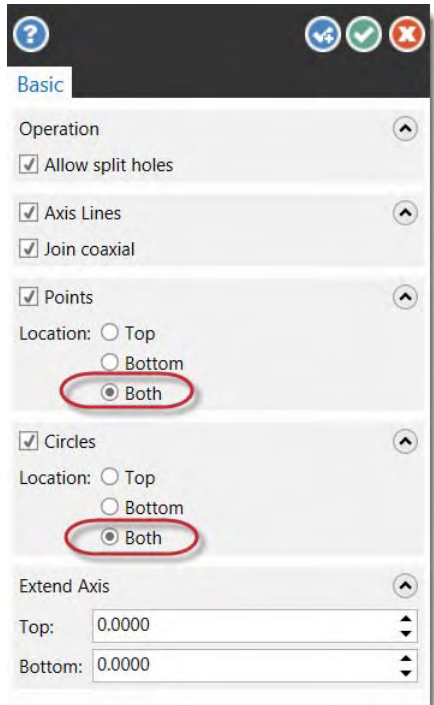 Basic
Operation
Allow split holes
Axis Lines
Join coaxial
Points
Location: Top
Bottom
Both
Circles
Location: Top
Bottom
Both
Extend Axis
Top: 0.0000
Bottom: 0.0000